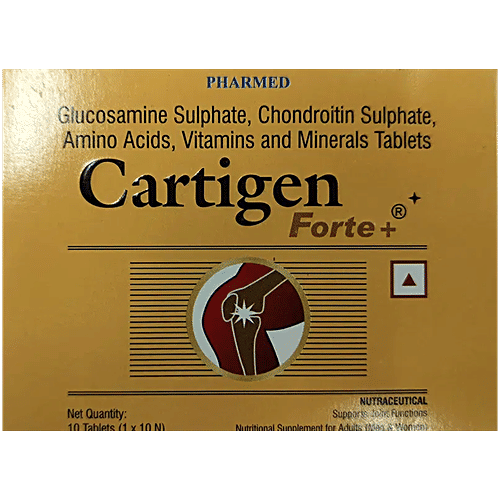 PHARMED
Glucosamine Sulphate, Chondroitin Sulphate,
Amino Acids, Vitamins and Minerals Tablets
Cartigen
Forte+®
NUTRACEUTICAL
Net Quantity: Supports Joint Functions
10 Tablets (1 x 10 N) Nutritional Supplement for Adults (Men & Women)